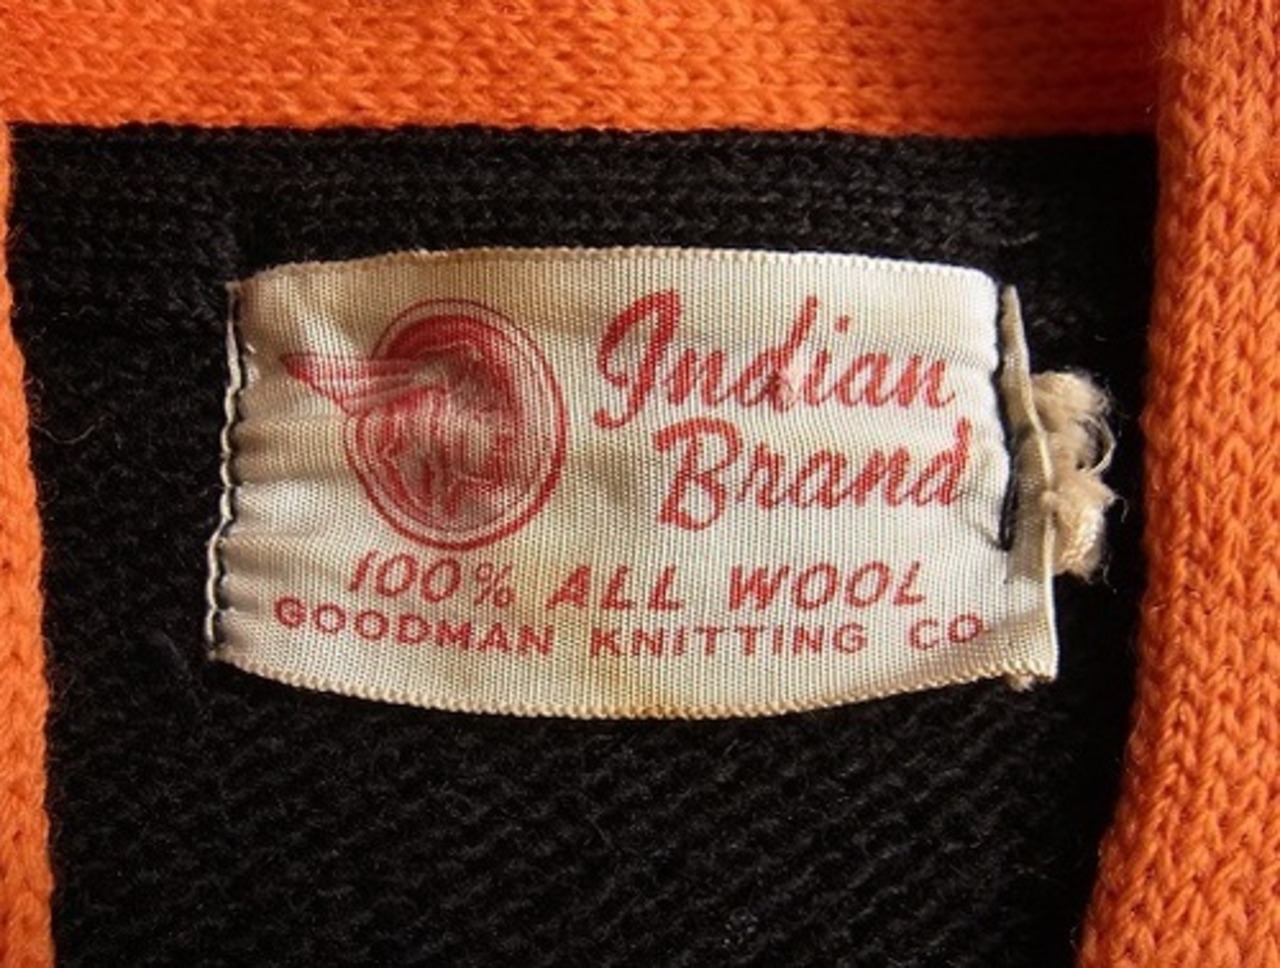 Indian
Brand
100% ALL WOOL
GOODMAN KNITTING CO.